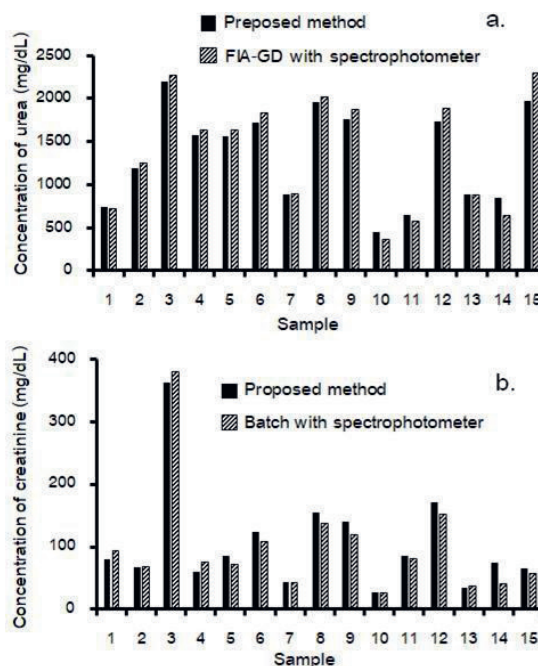 Preposed method
a.
FIA-GD with spectrophotometer
Concentration of urea (mg/dL)
2500
2000
1500
1000
500
0
1 2 3 4 5 6 7 8 9 10 11 12 13 14 15
Sample
Proposed method
b.
Batch with spectrophotometer
Concentration of creatinine (mg/dL)
400
300
200
100
0
1 2 3 4 5 6 7 8 9 10 11 12 13 14 15
Sample